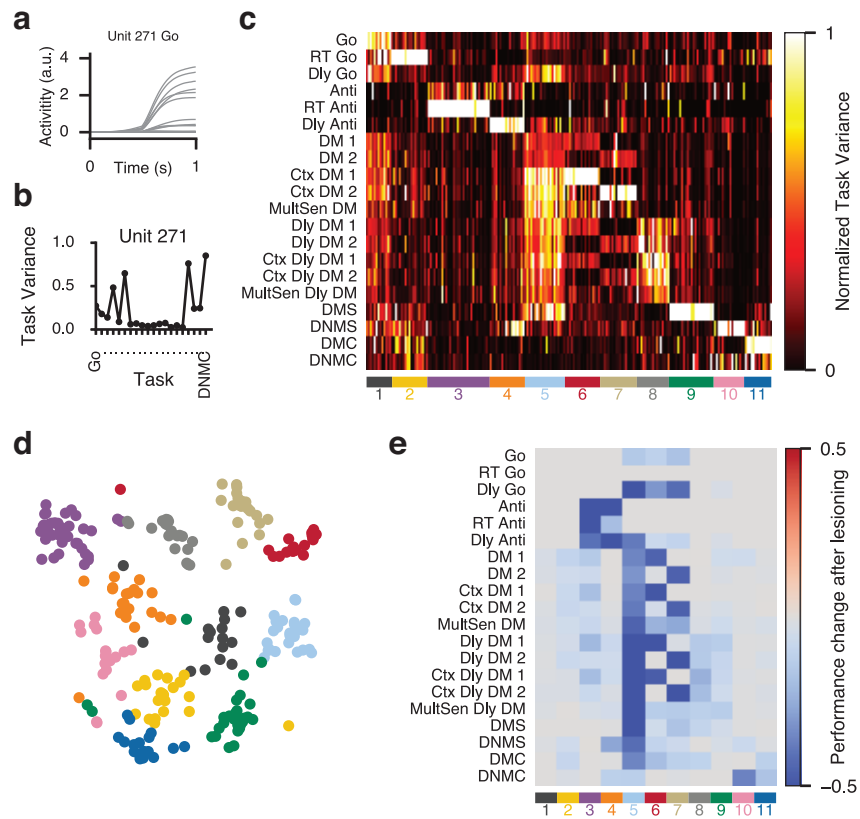 a
Unit 271 Go
Activitity (a.u.)
4
2
0
0
1
Time (s)
b
Unit 271
Task Variance
1.0
0.5
0.0
Go
DNMC
Task
c
Go
RT Go
Dly Go
Anti
RT Anti
Dly Anti
DM 1
DM 2
Ctx DM 1
Ctx DM 2
MultSen DM
Dly DM 1
Dly DM 2
Ctx Dly DM 1
Ctx Dly DM 2
MultSen Dly DM
DMS
DNMS
DMC
DNMC
1 2 3 4 5 6 7 8 9 10 11
1
0
Normalized Task Variance
d
e
Go
RT Go
Dly Go
Anti
RT Anti
Dly Anti
DM 1
DM 2
Ctx DM 1
Ctx DM 2
MultSen DM
Dly DM 1
Dly DM 2
Ctx Dly DM 1
Ctx Dly DM 2
MultSen Dly DM
DMS
DNMS
DMC
DNMC
1 2 3 4 5 6 7 8 9 10 11
0.5
−0.5
Performance change after lesioning